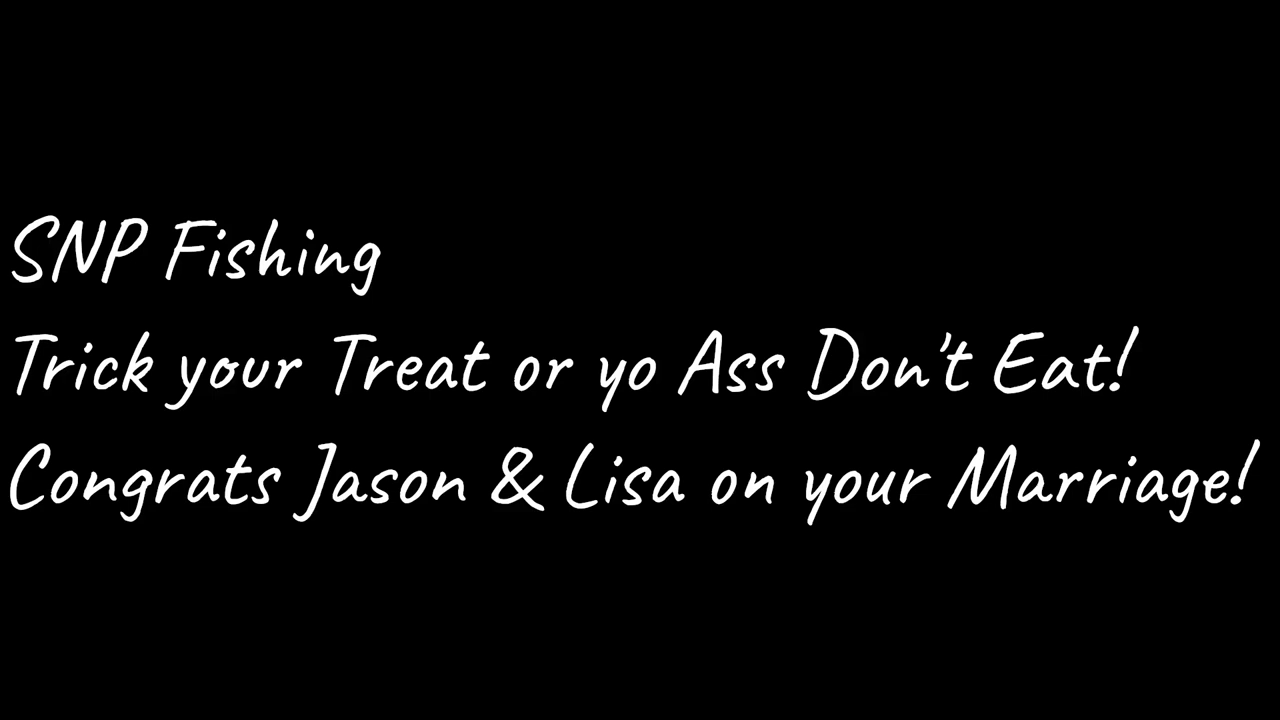 SNP Fishing
Trick your Treat or yo Ass Don't Eat!
Congrats Jason & Lisa on your Marriage!